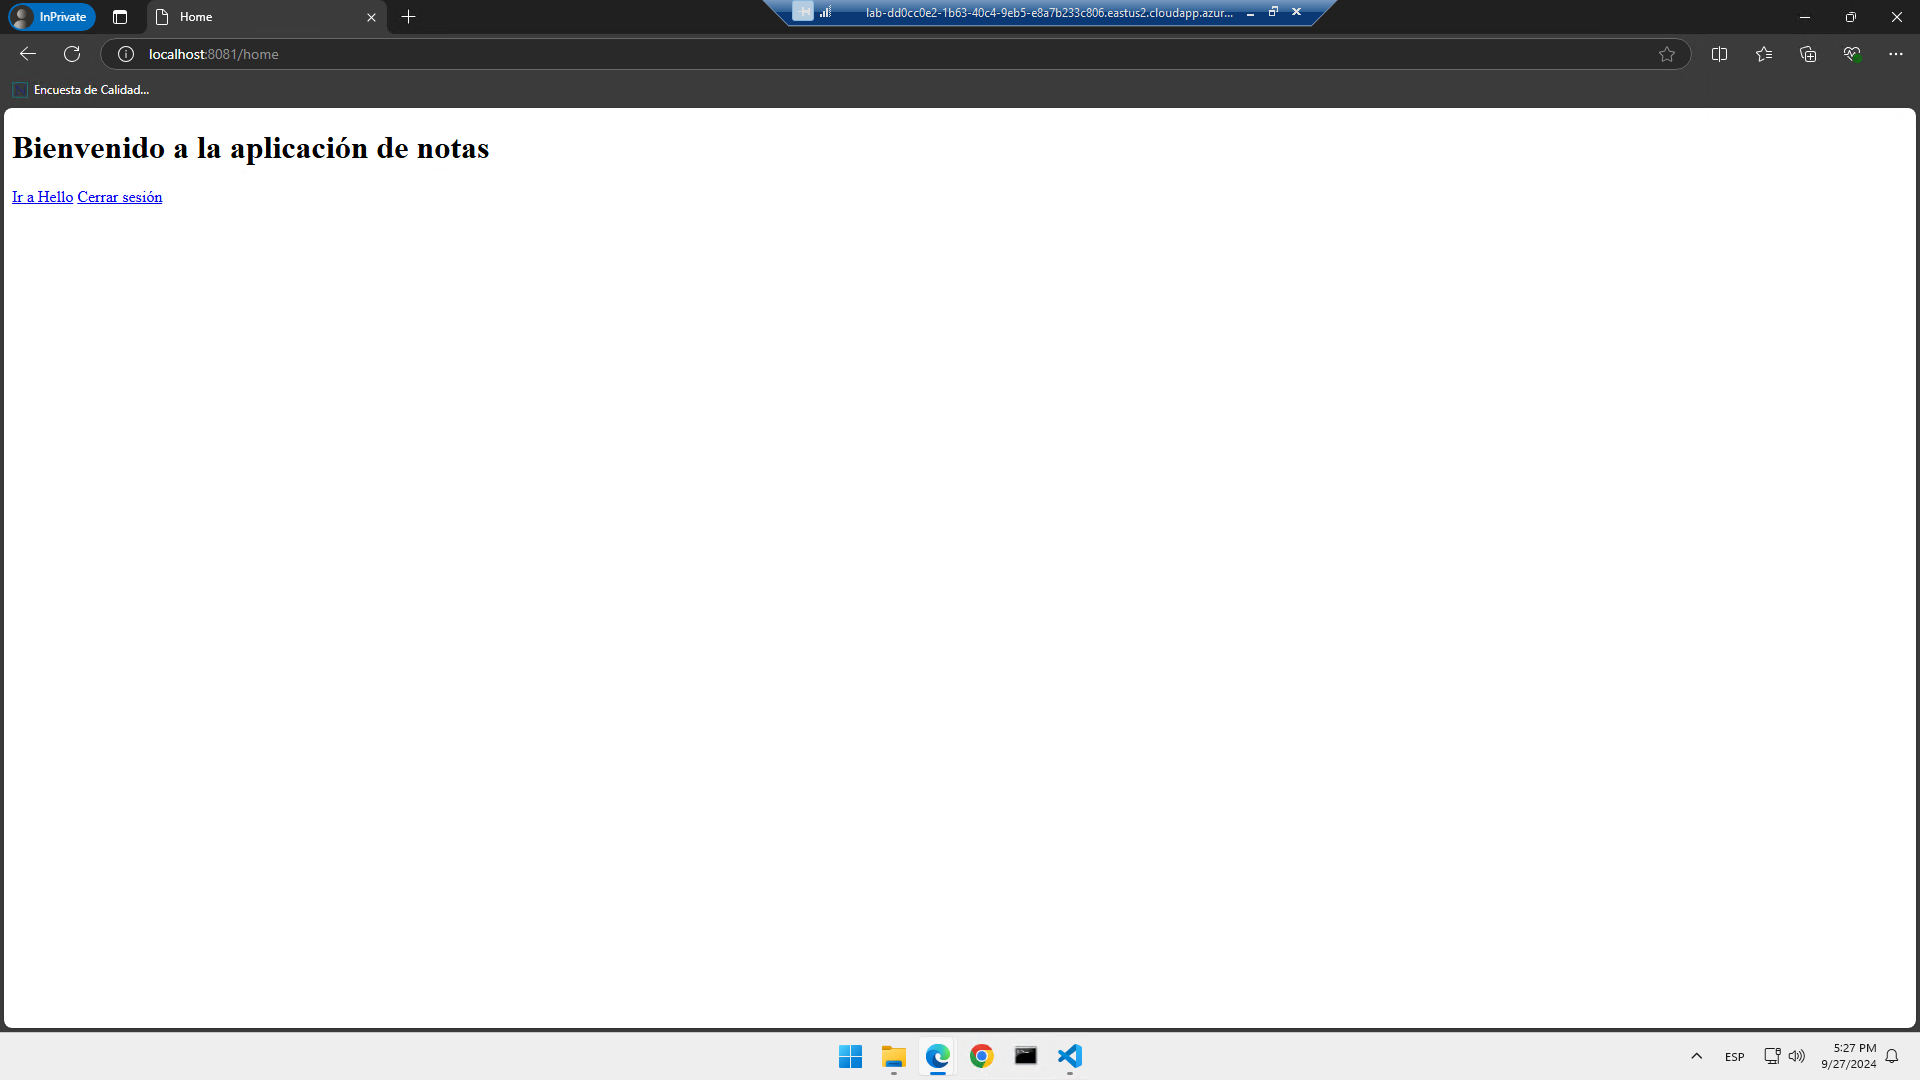 InPrivate
Home
lab-dd0cc0e2-1b63-40c4-9eb5-e8a7b233c806.eastus2.cloudapp.azur...
localhost:8081/home
Encuesta de Calidad...
Bienvenido a la aplicación de notas
Ir a Hello Cerrar sesión
ESP
5:27 PM
9/27/2024